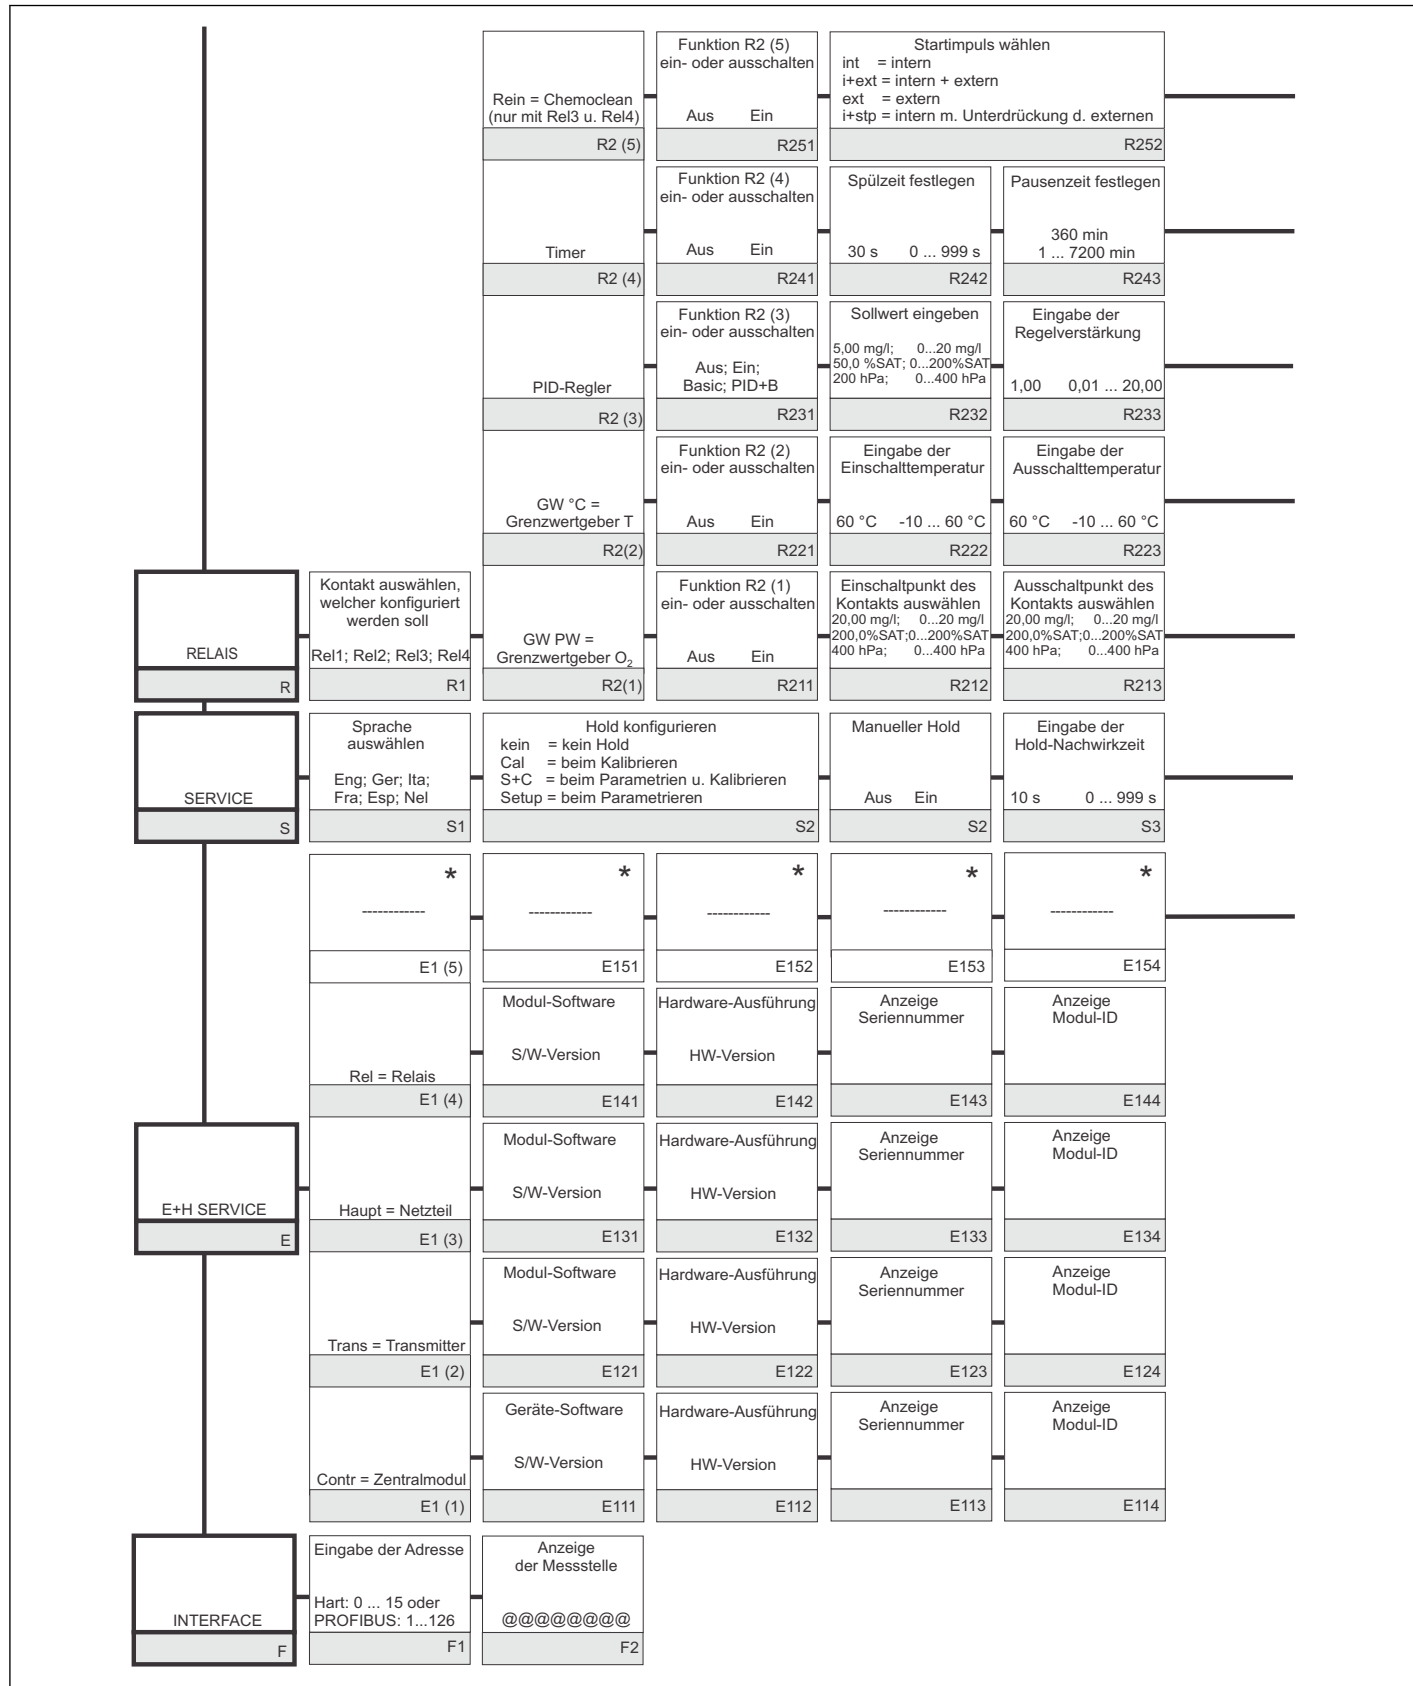 Rein = Chemoclean
(nur mit Rel3 u. Rel4)
R2 (5)
Funktion R2 (5)
ein- oder ausschalten
Aus Ein
R251
Startimpuls wählen
int = intern
i+ext = intern + extern
ext = extern
i+stp = intern m. Unterdrückung d. externen
R252
Timer
R2 (4)
Funktion R2 (4)
ein- oder ausschalten
Aus Ein
R241
Spülzeit festlegen
30 s 0 ... 999 s
R242
Pausenzeit festlegen
360 min
1 ... 7200 min
R243
PID-Regler
R2 (3)
Funktion R2 (3)
ein- oder ausschalten
Aus; Ein;
Basic; PID+B
R231
Sollwert eingeben
5,00 mg/l; 0...20 mg/l
50,0 %SAT; 0...200%SAT
200 hPa; 0...400 hPa
R232
Eingabe der
Regelverstärkung
1,00 0,01 ... 20,00
R233
GW °C =
Grenzwertgeber T
R2(2)
Funktion R2 (2)
ein- oder ausschalten
Aus Ein
R221
Eingabe der
Einschalttemperatur
60 °C -10 ... 60 °C
R222
Eingabe der
Ausschalttemperatur
60 °C -10 ... 60 °C
R223
RELAIS
R
Kontakt auswählen,
welcher konfiguriert
werden soll
Rel1; Rel2; Rel3; Rel4
R1
GW PW =
Grenzwertgeber O₂
R2(1)
Funktion R2 (1)
ein- oder ausschalten
Aus Ein
R211
Einschaltpunkt des
Kontakts auswählen
20,00 mg/l; 0...20 mg/l
200,0%SAT;0...200%SAT
400 hPa; 0...400 hPa
R212
Ausschaltpunkt des
Kontakts auswählen
20,00 mg/l; 0...20 mg/l
200,0%SAT;0...200%SAT
400 hPa; 0...400 hPa
R213
SERVICE
S
Sprache
auswählen
Eng; Ger; Ita;
Fra; Esp; Nel
S1
Hold konfigurieren
kein = kein Hold
Cal = beim Kalibrieren
S+C = beim Parametrien u. Kalibrieren
Setup = beim Parametrieren
S2
Manueller Hold
Aus Ein
S2
Eingabe der
Hold-Nachwirkzeit
10 s 0 ... 999 s
S3
*
------------
E1 (5)
*
------------
E151
*
------------
E152
*
------------
E153
*
------------
E154
Rel = Relais
E1 (4)
Modul-Software
S/W-Version
E141
Hardware-Ausführung
HW-Version
E142
Anzeige
Seriennummer
E143
Anzeige
Modul-ID
E144
E+H SERVICE
E
Haupt = Netzteil
E1 (3)
Modul-Software
S/W-Version
E131
Hardware-Ausführung
HW-Version
E132
Anzeige
Seriennummer
E133
Anzeige
Modul-ID
E134
Trans = Transmitter
E1 (2)
Modul-Software
S/W-Version
E121
Hardware-Ausführung
HW-Version
E122
Anzeige
Seriennummer
E123
Anzeige
Modul-ID
E124
Contr = Zentralmodul
E1 (1)
Geräte-Software
S/W-Version
E111
Hardware-Ausführung
HW-Version
E112
Anzeige
Seriennummer
E113
Anzeige
Modul-ID
E114
INTERFACE
F
Eingabe der Adresse
Hart: 0 ... 15 oder
PROFIBUS: 1...126
F1
Anzeige
der Messstelle
@@@@@@@@
F2